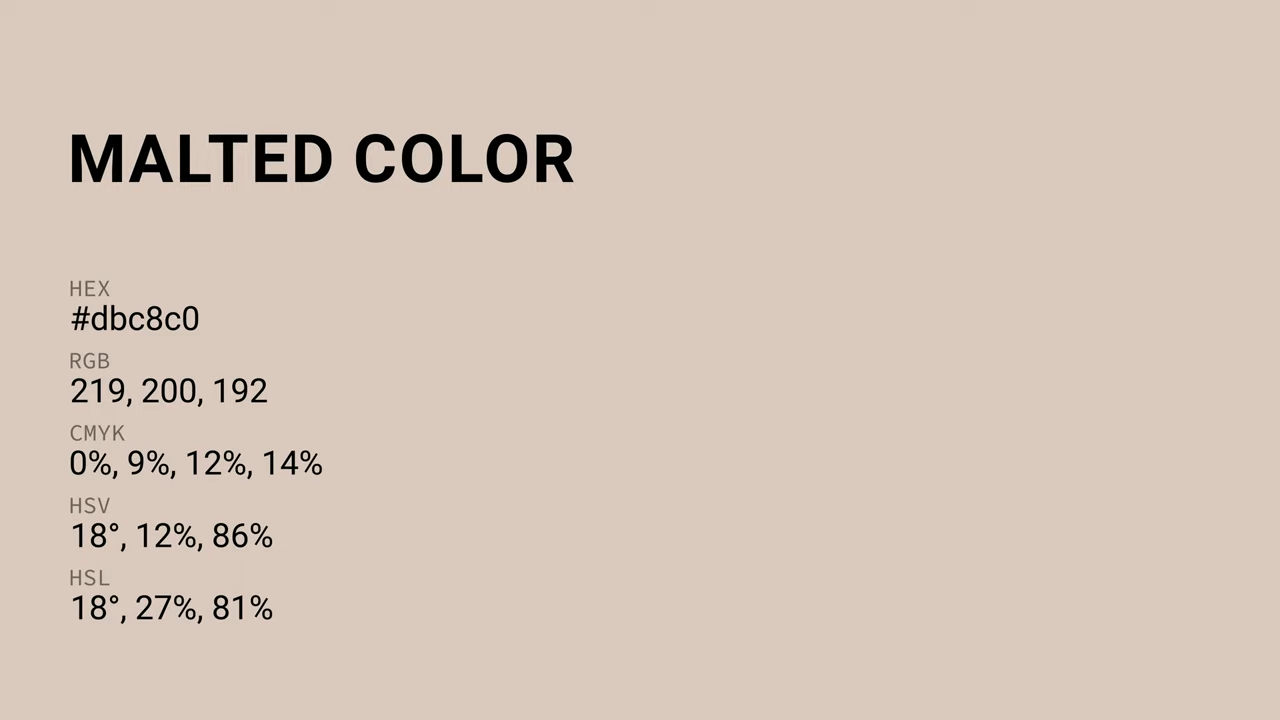 MALTED COLOR
HEX
#dbc8c0
RGB
219, 200, 192
CMYK
0%, 9%, 12%, 14%
HSV
18°, 12%, 86%
HSL
18°, 27%, 81%